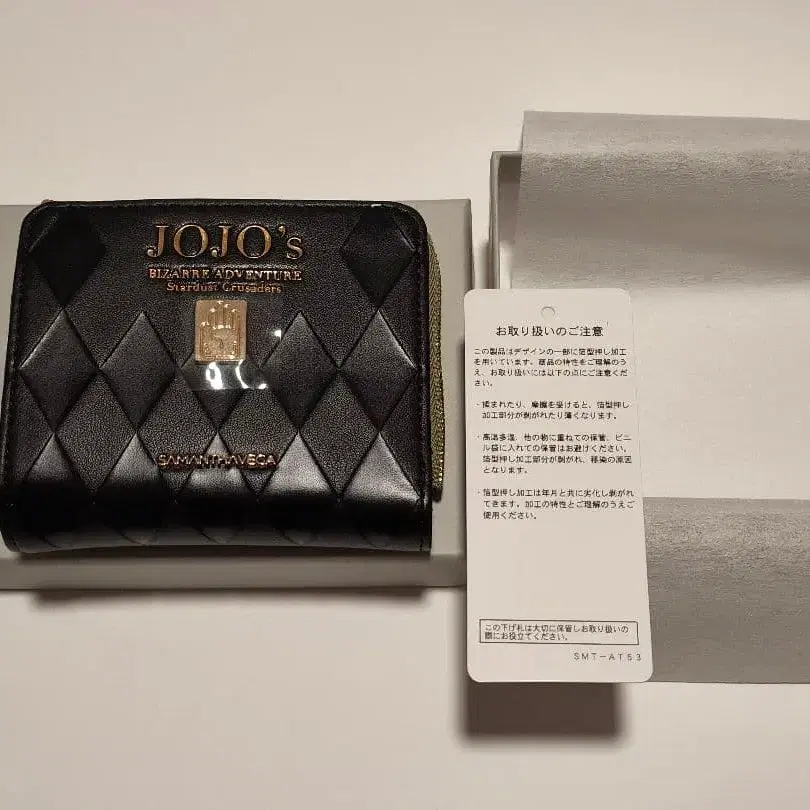 JOJO's
BIZARRE ADVENTURE
Stardust Crusaders
SAMANTHAVEGA
お取り扱いのご注意
この製品はデザインの一部に箔型押し加工
を用いています。商品の特性をご理解のう
え、お取り扱いには以下の点にご注意くだ
さい。
・揉まれたり、摩擦を受けると、箔型押し
加工部分が剥がれたり薄くなります。
・高温多湿、他の物に重ねての保管、ビニ
ール袋に入れての保管はお避けください。
箔型押し加工部分が剥がれ、移染の原因
となります。
・箔型押し加工は年月と共に劣化し剥がれ
てきます。加工の特性とご理解のうえご
使用ください。
この下げ札は大切に保管しお取り扱いの
際にお役立てください。
SMT-AT53